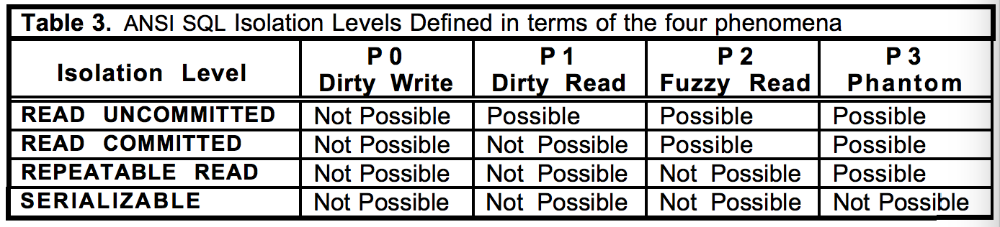 Table 3. ANSI SQL Isolation Levels Defined in terms of the four phenomena
Isolation Level P 0 Dirty Write P 1 Dirty Read P 2 Fuzzy Read P 3 Phantom
READ UNCOMMITTED Not Possible Possible Possible Possible
READ COMMITTED Not Possible Not Possible Possible Possible
REPEATABLE READ Not Possible Not Possible Not Possible Possible
SERIALIZABLE Not Possible Not Possible Not Possible Not Possible